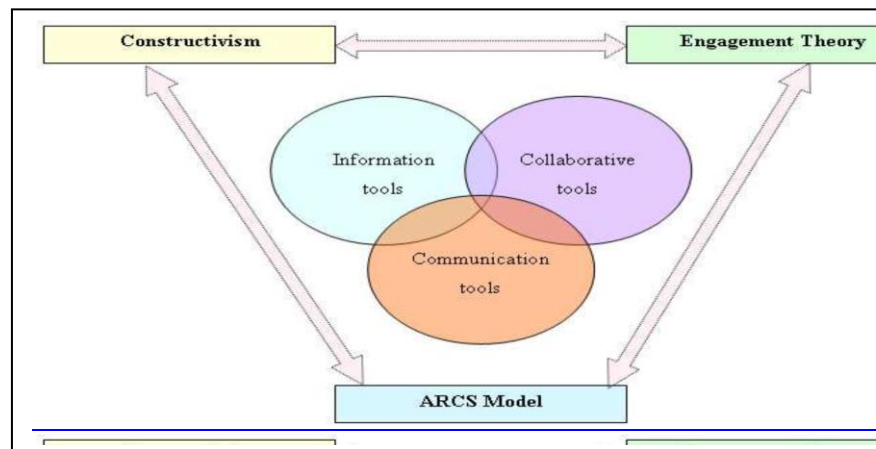 Constructivism
Engagement Theory
Information
tools
Collaborative
tools
Communication
tools
ARCS Model